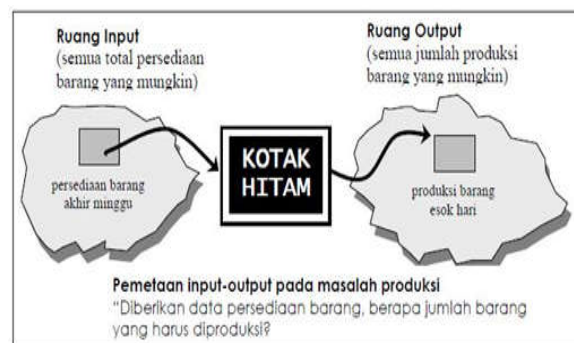 Ruang Input
(semua total persediaan
barang yang mungkin)
Ruang Output
(semua jumlah produksi
barang yang mungkin)
persediaan barang
akhir minggu
KOTAK
HITAM
produksi barang
esok hari
Pemetaan input-output pada masalah produksi
“Diberikan data persediaan barang, berapa jumlah barang
yang harus diproduksi?